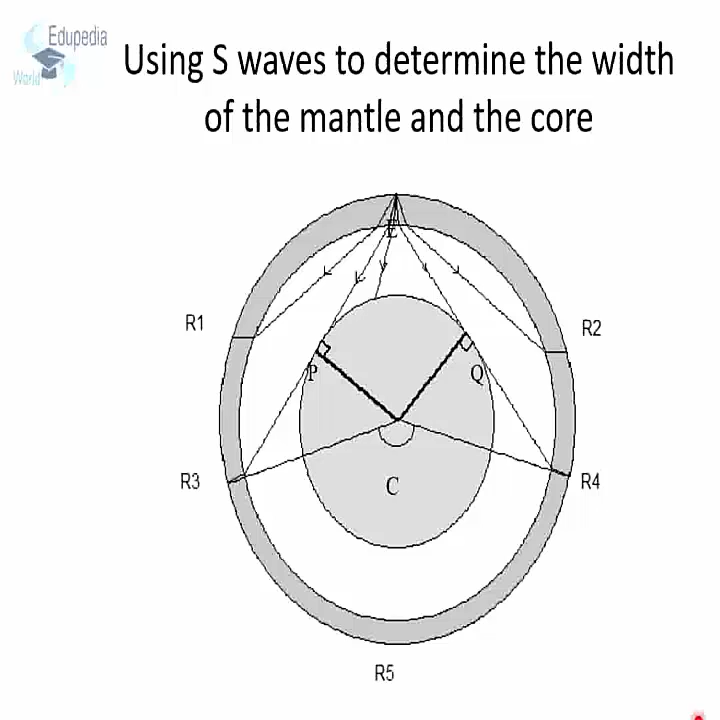 Edupedia
World
Using S waves to determine the width
of the mantle and the core
E
R1
R2
P
Q
R3
C
R4
R5